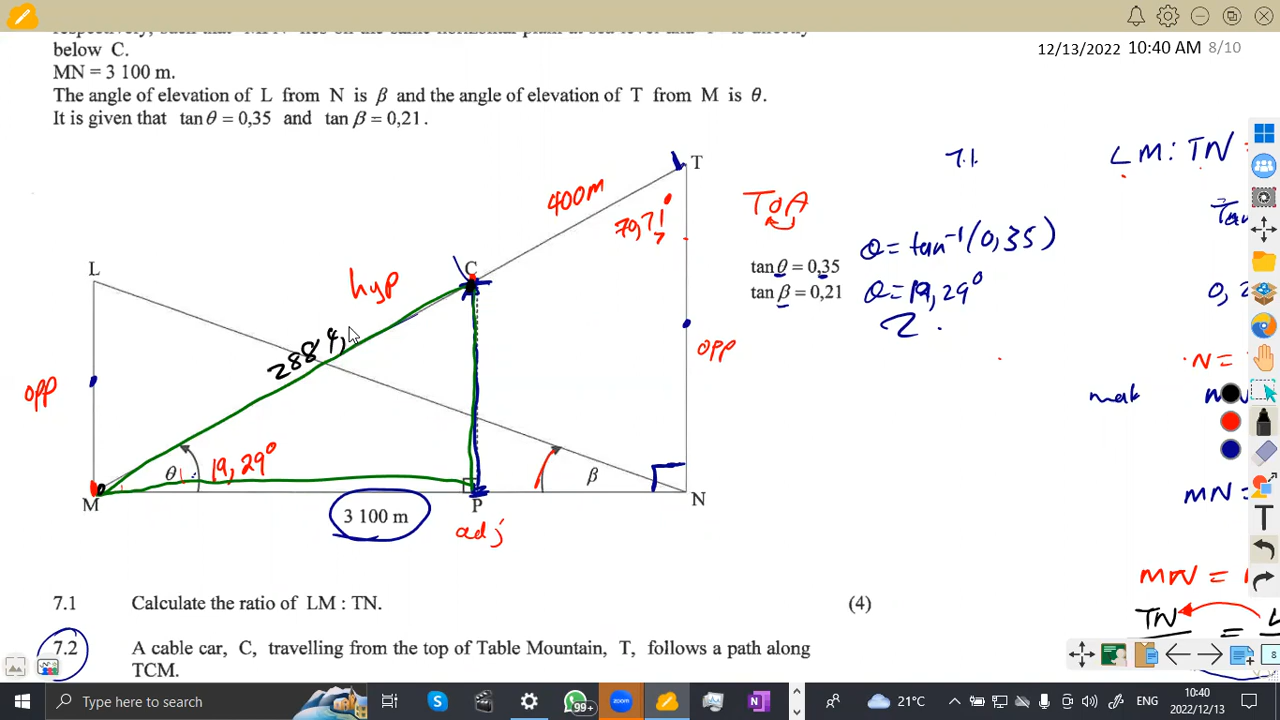 12/13/2022 10:40 AM 8/10
below C.
MN = 3 100 m.
The angle of elevation of L from N is β and the angle of elevation of T from M is θ.
It is given that tan θ = 0,35 and tan β = 0,21.
T
7.1.
LM : TN
400m
70,71°
TOA
θ = tan⁻¹(0,35)
tan θ = 0,35
θ = 19,29°
tan β = 0,21
L
C
hyp
2884,
opp
opp
θ
19,29°
β
M
P
N
3 100 m
adj
MN =
MN =
TN
=
7.1 Calculate the ratio of LM : TN. (4)
7.2 A cable car, C, travelling from the top of Table Mountain, T, follows a path along
TCM.
Type here to search
99+
21°C
ENG
10:40
2022/12/13